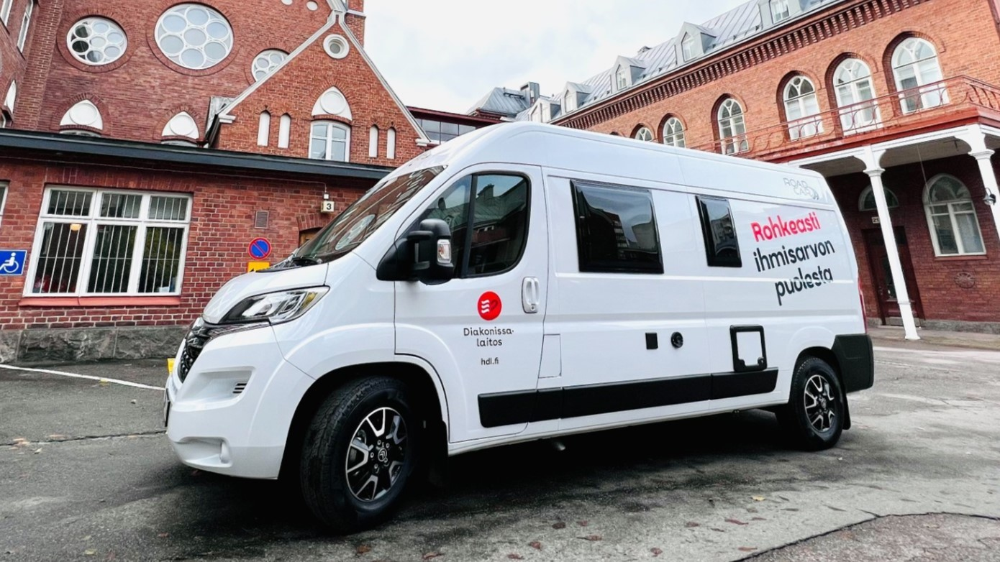 3
ROAD
CAR
Rohkeasti
ihmisarvon
puolesta
Diakonissa-
laitos
hdl.fi